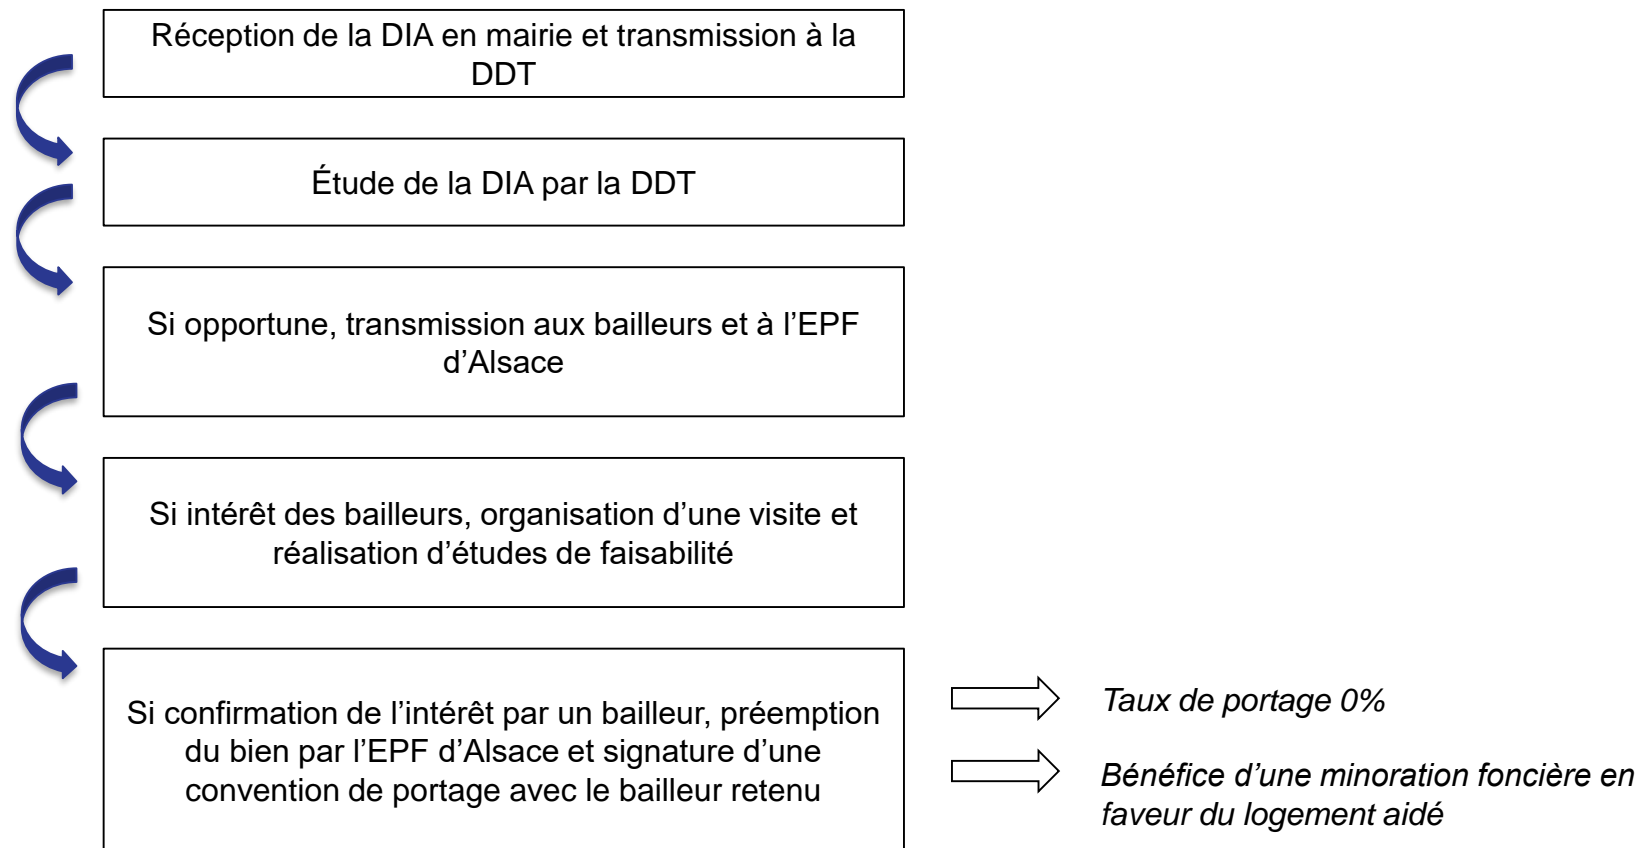 Réception de la DIA en mairie et transmission à la
DDT
Étude de la DIA par la DDT
Si opportune, transmission aux bailleurs et à l’EPF
d’Alsace
Si intérêt des bailleurs, organisation d’une visite et
réalisation d’études de faisabilité
Si confirmation de l’intérêt par un bailleur, préemption
du bien par l’EPF d’Alsace et signature d’une
convention de portage avec le bailleur retenu
Taux de portage 0%
Bénéfice d’une minoration foncière en
faveur du logement aidé